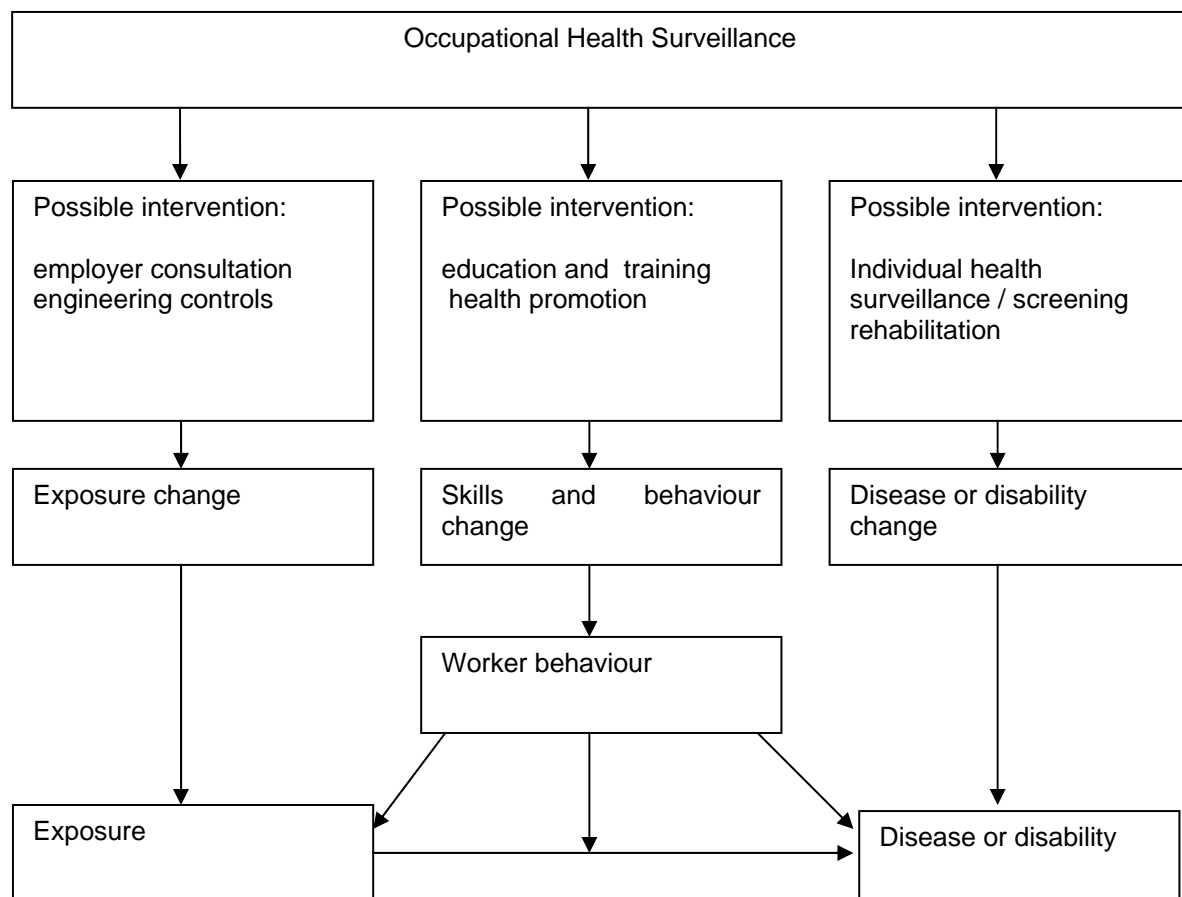 Occupational Health Surveillance
Possible intervention:
employer consultation
engineering controls
Possible intervention:
education and training
health promotion
Possible intervention:
Individual health
surveillance / screening
rehabilitation
Exposure change
Skills and behaviour
change
Disease or disability
change
Worker behaviour
Exposure
Disease or disability